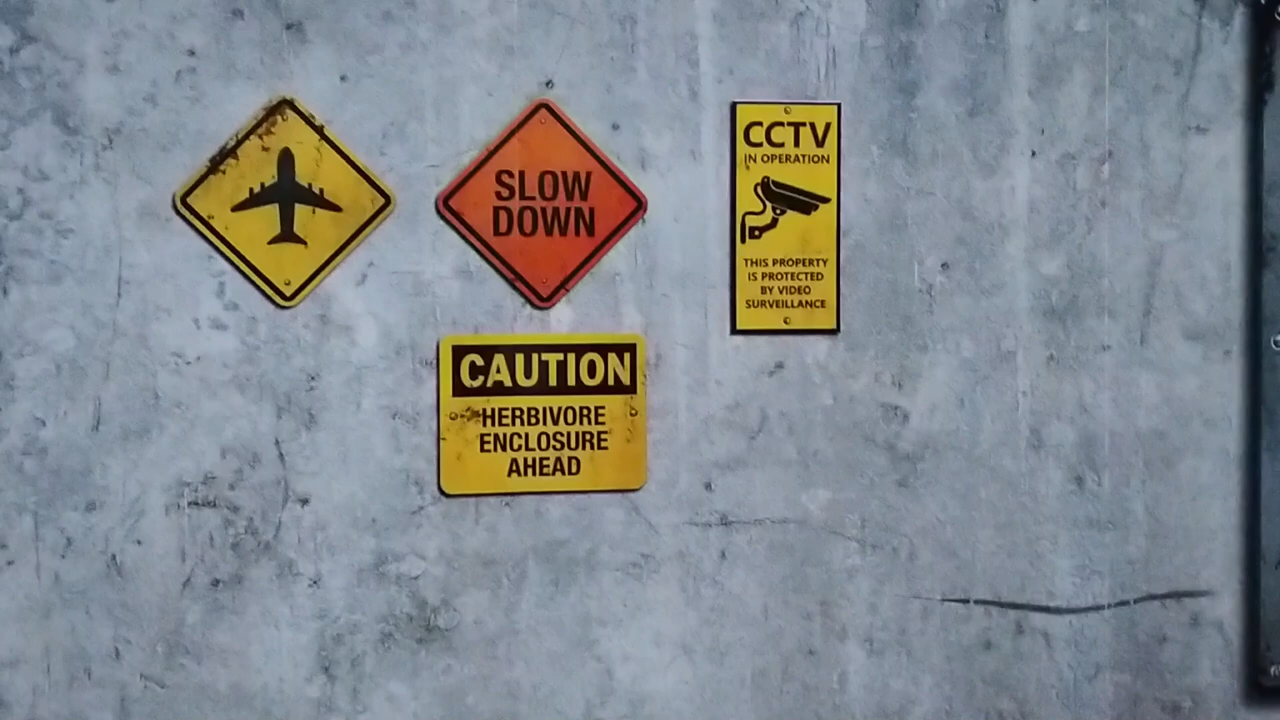 SLOW
DOWN
CCTV
IN OPERATION
THIS PROPERTY
IS PROTECTED
BY VIDEO
SURVEILLANCE
CAUTION
HERBIVORE
ENCLOSURE
AHEAD